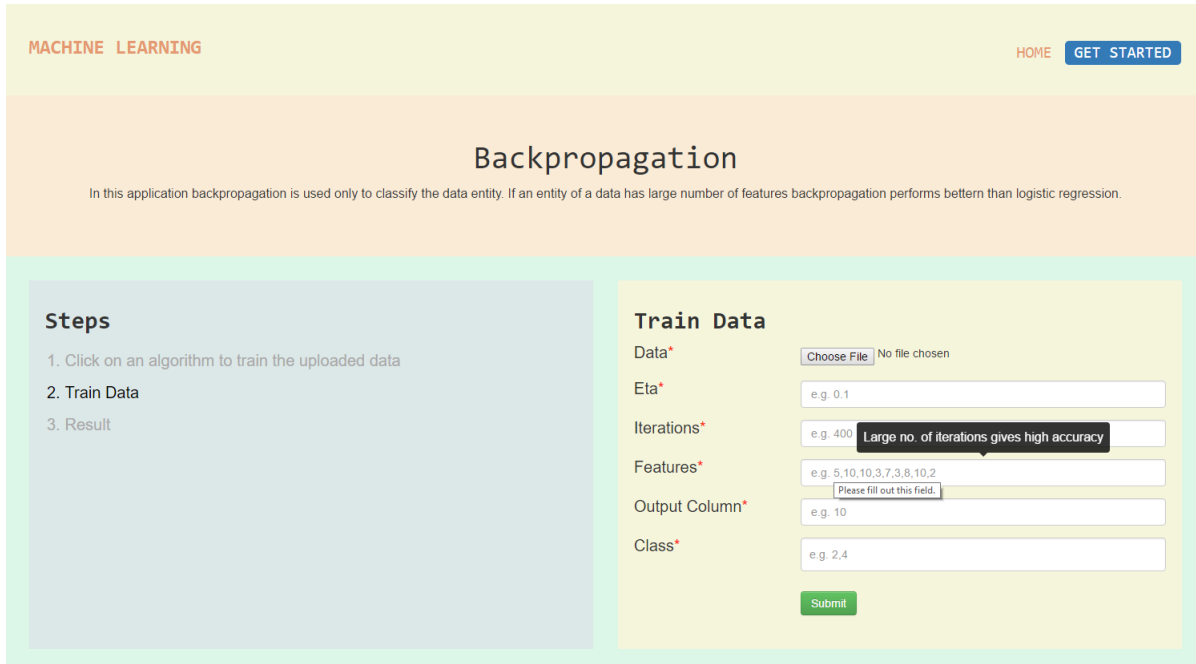 MACHINE LEARNING
HOME GET STARTED
Backpropagation
In this application backpropagation is used only to classify the data entity. If an entity of a data has large number of features backpropagation performs bettern than logistic regression.
Steps
1. Click on an algorithm to train the uploaded data
2. Train Data
3. Result
Train Data
Data* Choose File No file chosen
Eta* e.g. 0.1
Iterations* e.g. 400 Large no. of iterations gives high accuracy
Features* e.g. 5,10,10,3,7,3,8,10,2
Please fill out this field.
Output Column* e.g. 10
Class* e.g. 2,4
Submit